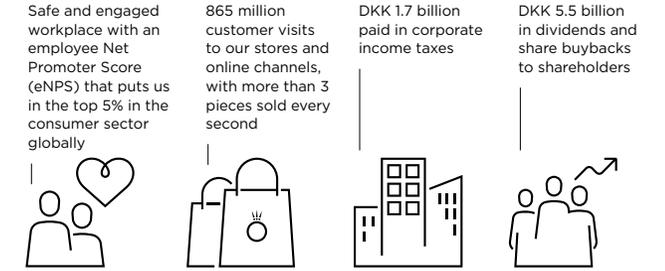 Safe and engaged
workplace with an
employee Net
Promoter Score
(eNPS) that puts us
in the top 5% in the
consumer sector
globally
865 million
customer visits
to our stores and
online channels,
with more than 3
pieces sold every
second
DKK 1.7 billion
paid in corporate
income taxes
DKK 5.5 billion
in dividends and
share buybacks
to shareholders